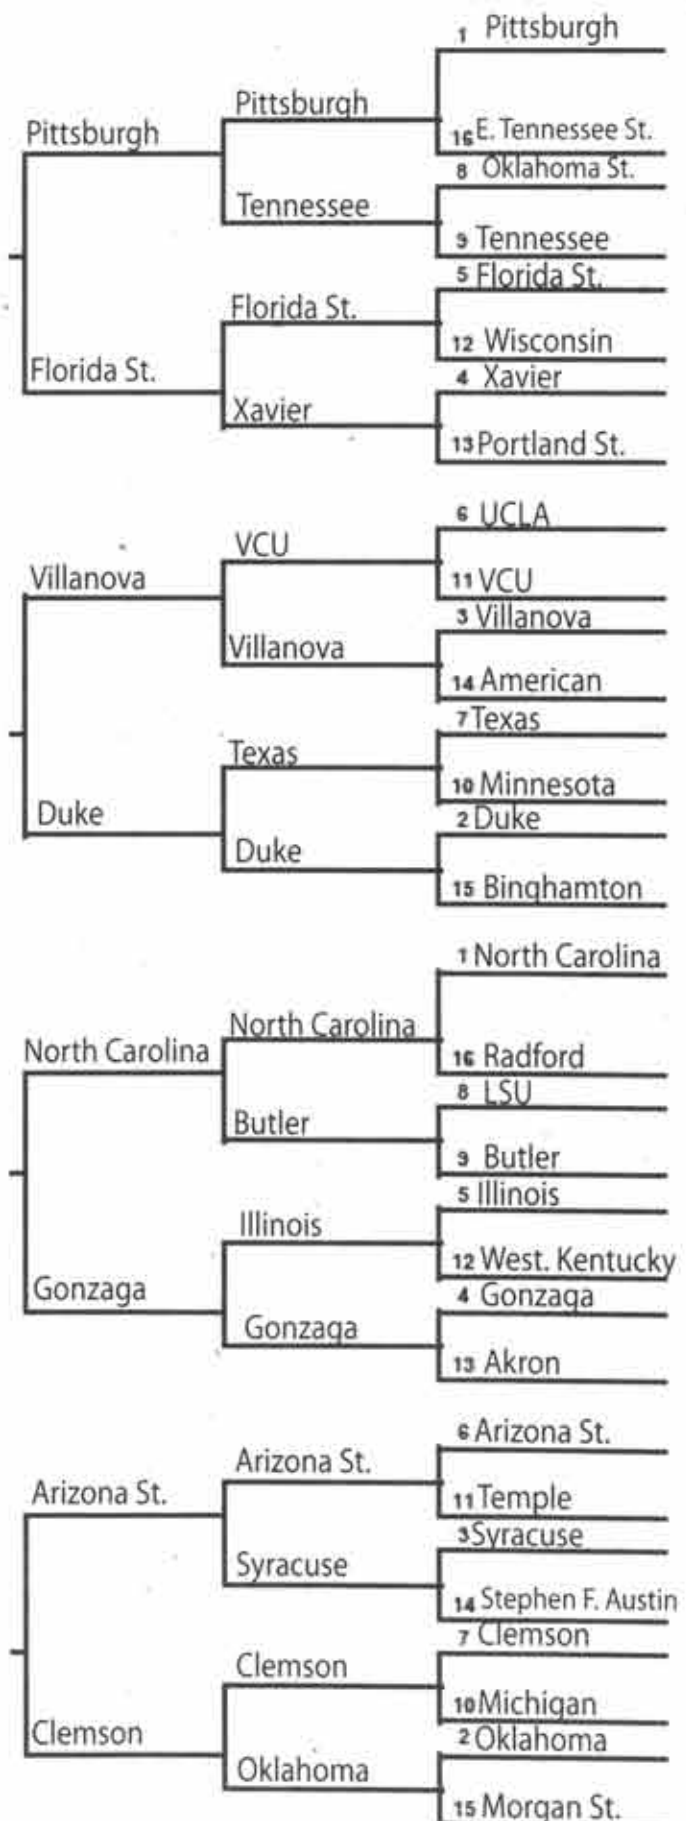 1 Pittsburgh
Pittsburgh
16 E. Tennessee St.
Pittsburgh
8 Oklahoma St.
Tennessee
9 Tennessee
5 Florida St.
Florida St.
12 Wisconsin
Florida St.
4 Xavier
Xavier
13 Portland St.
6 UCLA
VCU
Villanova
11 VCU
3 Villanova
Villanova
14 American
7 Texas
Texas
10 Minnesota
Duke
2 Duke
Duke
15 Binghamton
1 North Carolina
North Carolina
North Carolina
16 Radford
8 LSU
Butler
9 Butler
5 Illinois
Illinois
12 West. Kentucky
Gonzaga
4 Gonzaga
Gonzaga
13 Akron
6 Arizona St.
Arizona St.
Arizona St.
11 Temple
3 Syracuse
Syracuse
14 Stephen F. Austin
7 Clemson
Clemson
10 Michigan
Clemson
2 Oklahoma
Oklahoma
15 Morgan St.